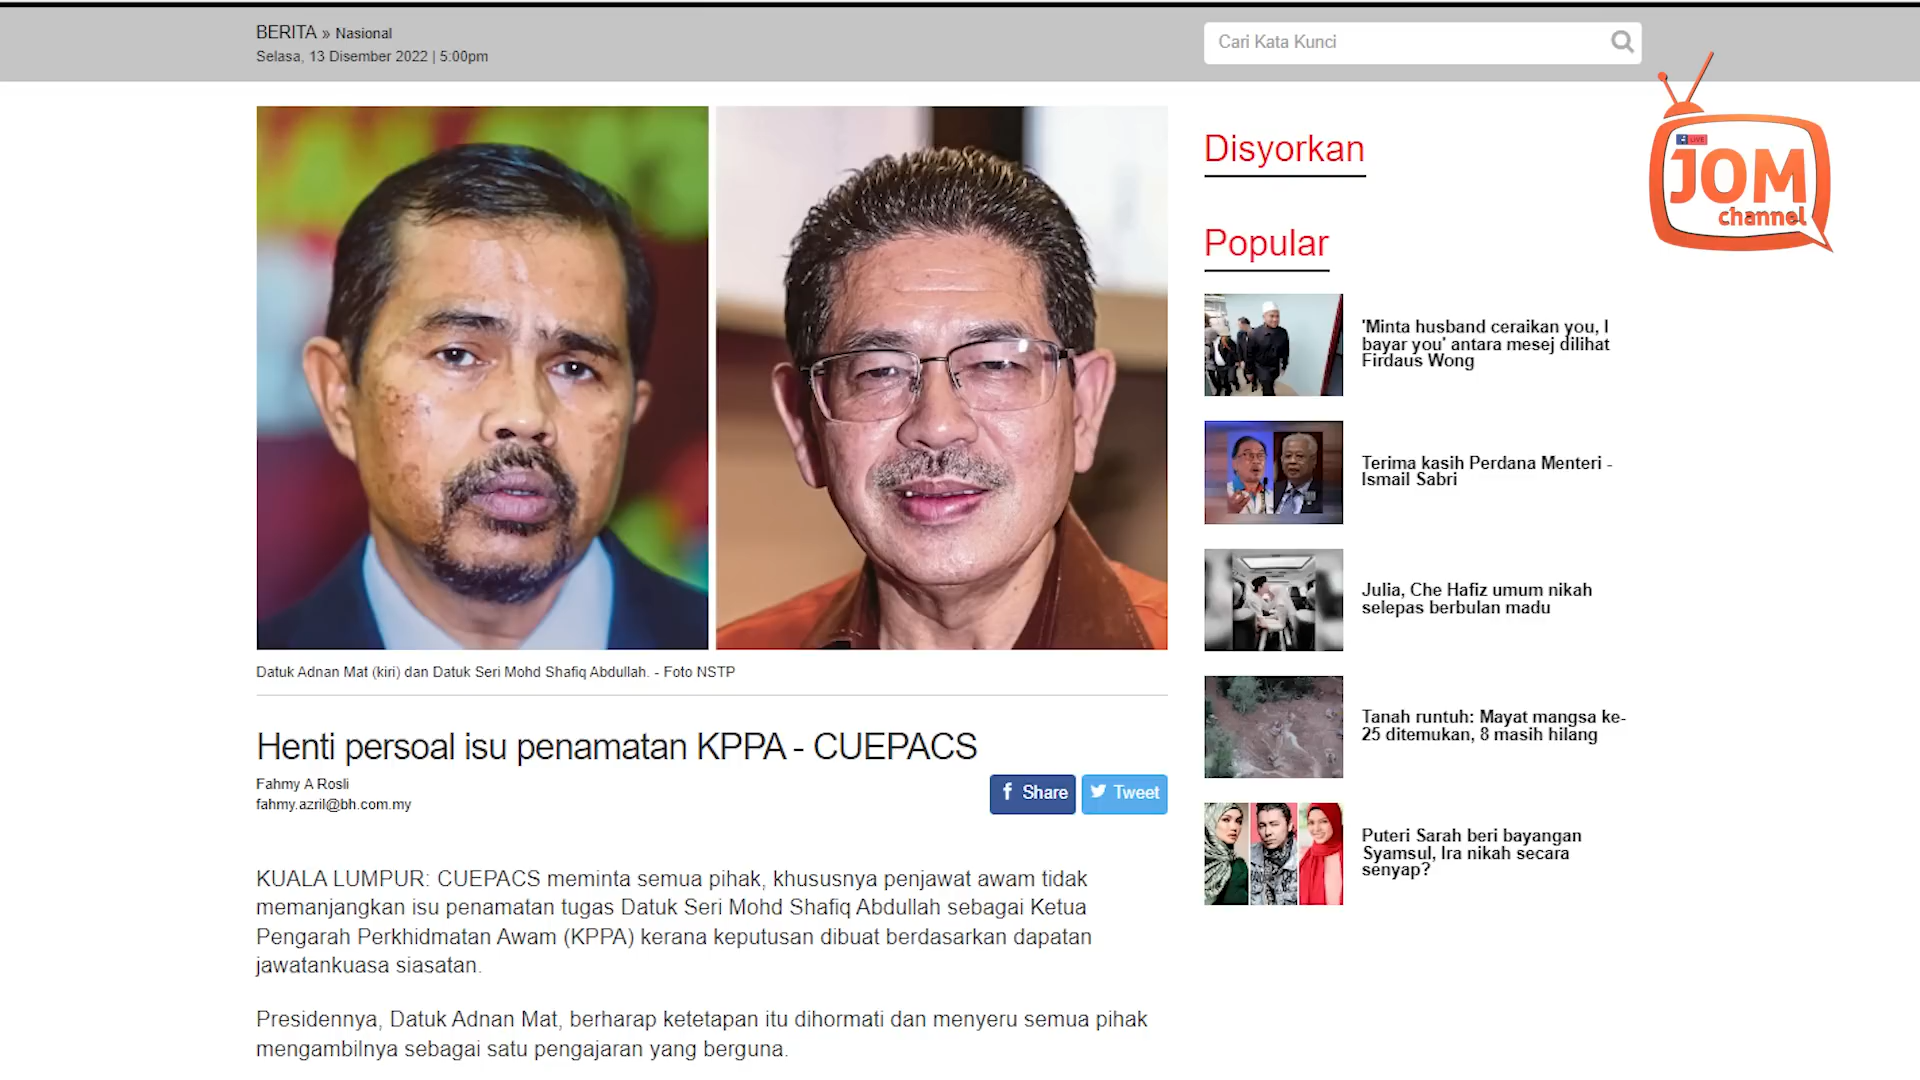 BERITA » Nasional
Selasa, 13 Disember 2022 | 5:00pm
Cari Kata Kunci
LIVE
JOM
channel
Datuk Adnan Mat (kiri) dan Datuk Seri Mohd Shafiq Abdullah. - Foto NSTP
Henti persoal isu penamatan KPPA - CUEPACS
Fahmy A Rosli
fahmy.azril@bh.com.my
Share
Tweet
KUALA LUMPUR: CUEPACS meminta semua pihak, khususnya penjawat awam tidak
memanjangkan isu penamatan tugas Datuk Seri Mohd Shafiq Abdullah sebagai Ketua
Pengarah Perkhidmatan Awam (KPPA) kerana keputusan dibuat berdasarkan dapatan
jawatankuasa siasatan.
Presidennya, Datuk Adnan Mat, berharap ketetapan itu dihormati dan menyeru semua pihak
mengambilnya sebagai satu pengajaran yang berguna.
Disyorkan
Popular
'Minta husband ceraikan you, I
bayar you' antara mesej dilihat
Firdaus Wong
Terima kasih Perdana Menteri -
Ismail Sabri
Julia, Che Hafiz umum nikah
selepas berbulan madu
Tanah runtuh: Mayat mangsa ke-
25 ditemukan, 8 masih hilang
Puteri Sarah beri bayangan
Syamsul, Ira nikah secara
senyap?